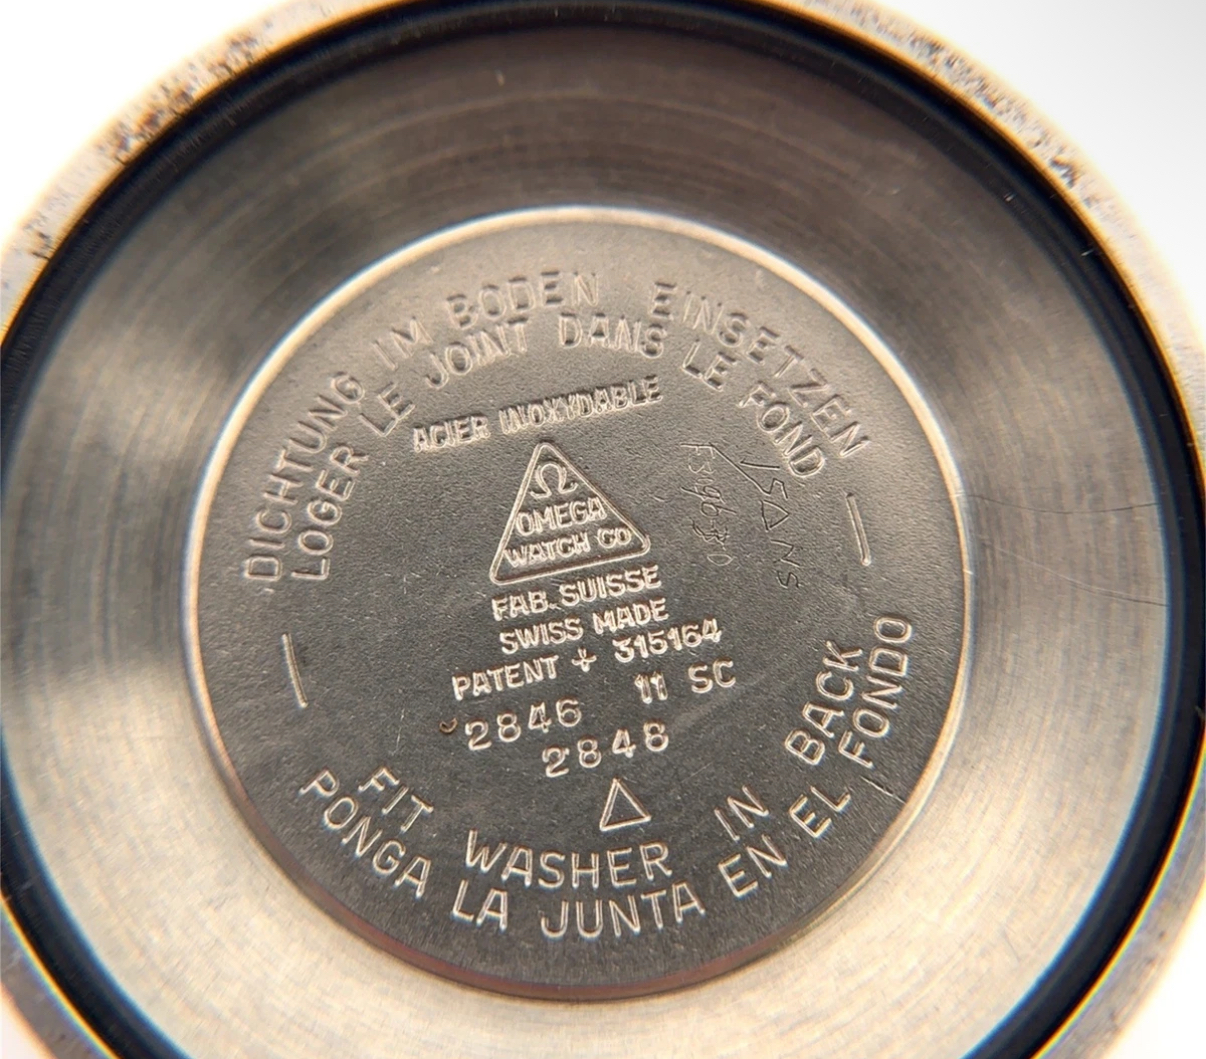 DICHTUNG IM BODEN EINSETZEN
LOGER LE JOINT DANS LE FOND
ACIER INOXYDABLE
Ω
OMEGA
WATCH CO
FAB. SUISSE
SWISS MADE
PATENT + 315164
2846 11 SC
2848
FIT WASHER IN BACK
PONGA LA JUNTA EN EL FONDO